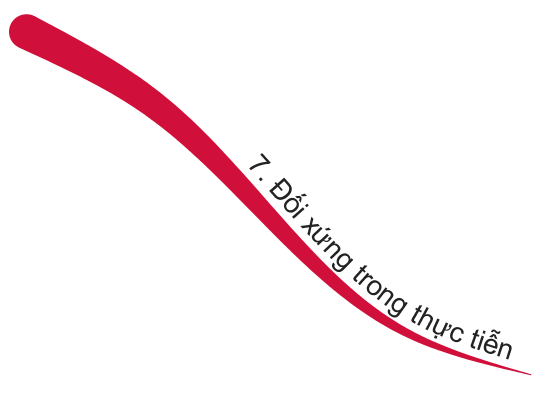 7. Đối xứng trong thực tiễn